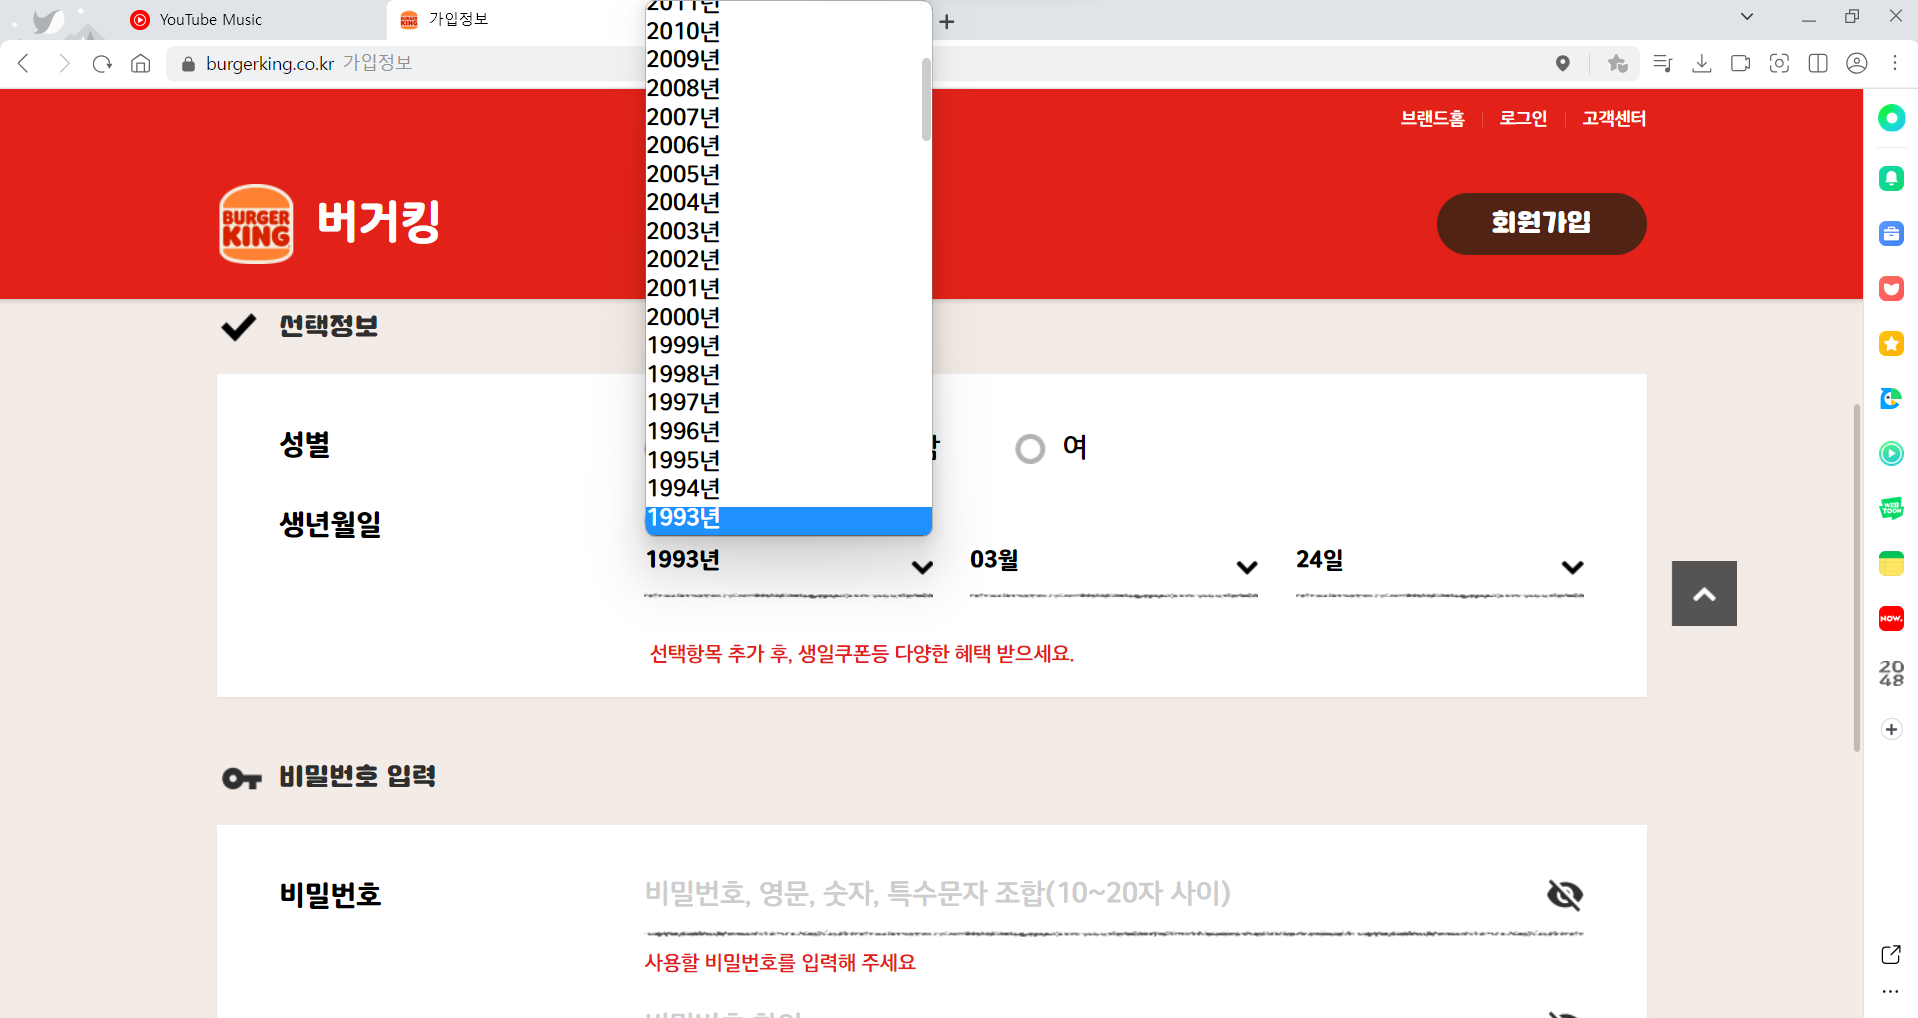 YouTube Music
가입정보
burgerking.co.kr 가입정보
브랜드홈
로그인
고객센터
BURGER
KING
버거킹
회원가입
2011년
2010년
2009년
2008년
2007년
2006년
2005년
2004년
2003년
2002년
2001년
2000년
1999년
1998년
1997년
1996년
1995년
1994년
1993년
선택정보
성별
여
생년월일
1993년
03월
24일
선택항목 추가 후, 생일쿠폰등 다양한 혜택 받으세요.
비밀번호 입력
비밀번호
비밀번호, 영문, 숫자, 특수문자 조합(10~20자 사이)
사용할 비밀번호를 입력해 주세요
WEB
TOON
NOW.
20
48